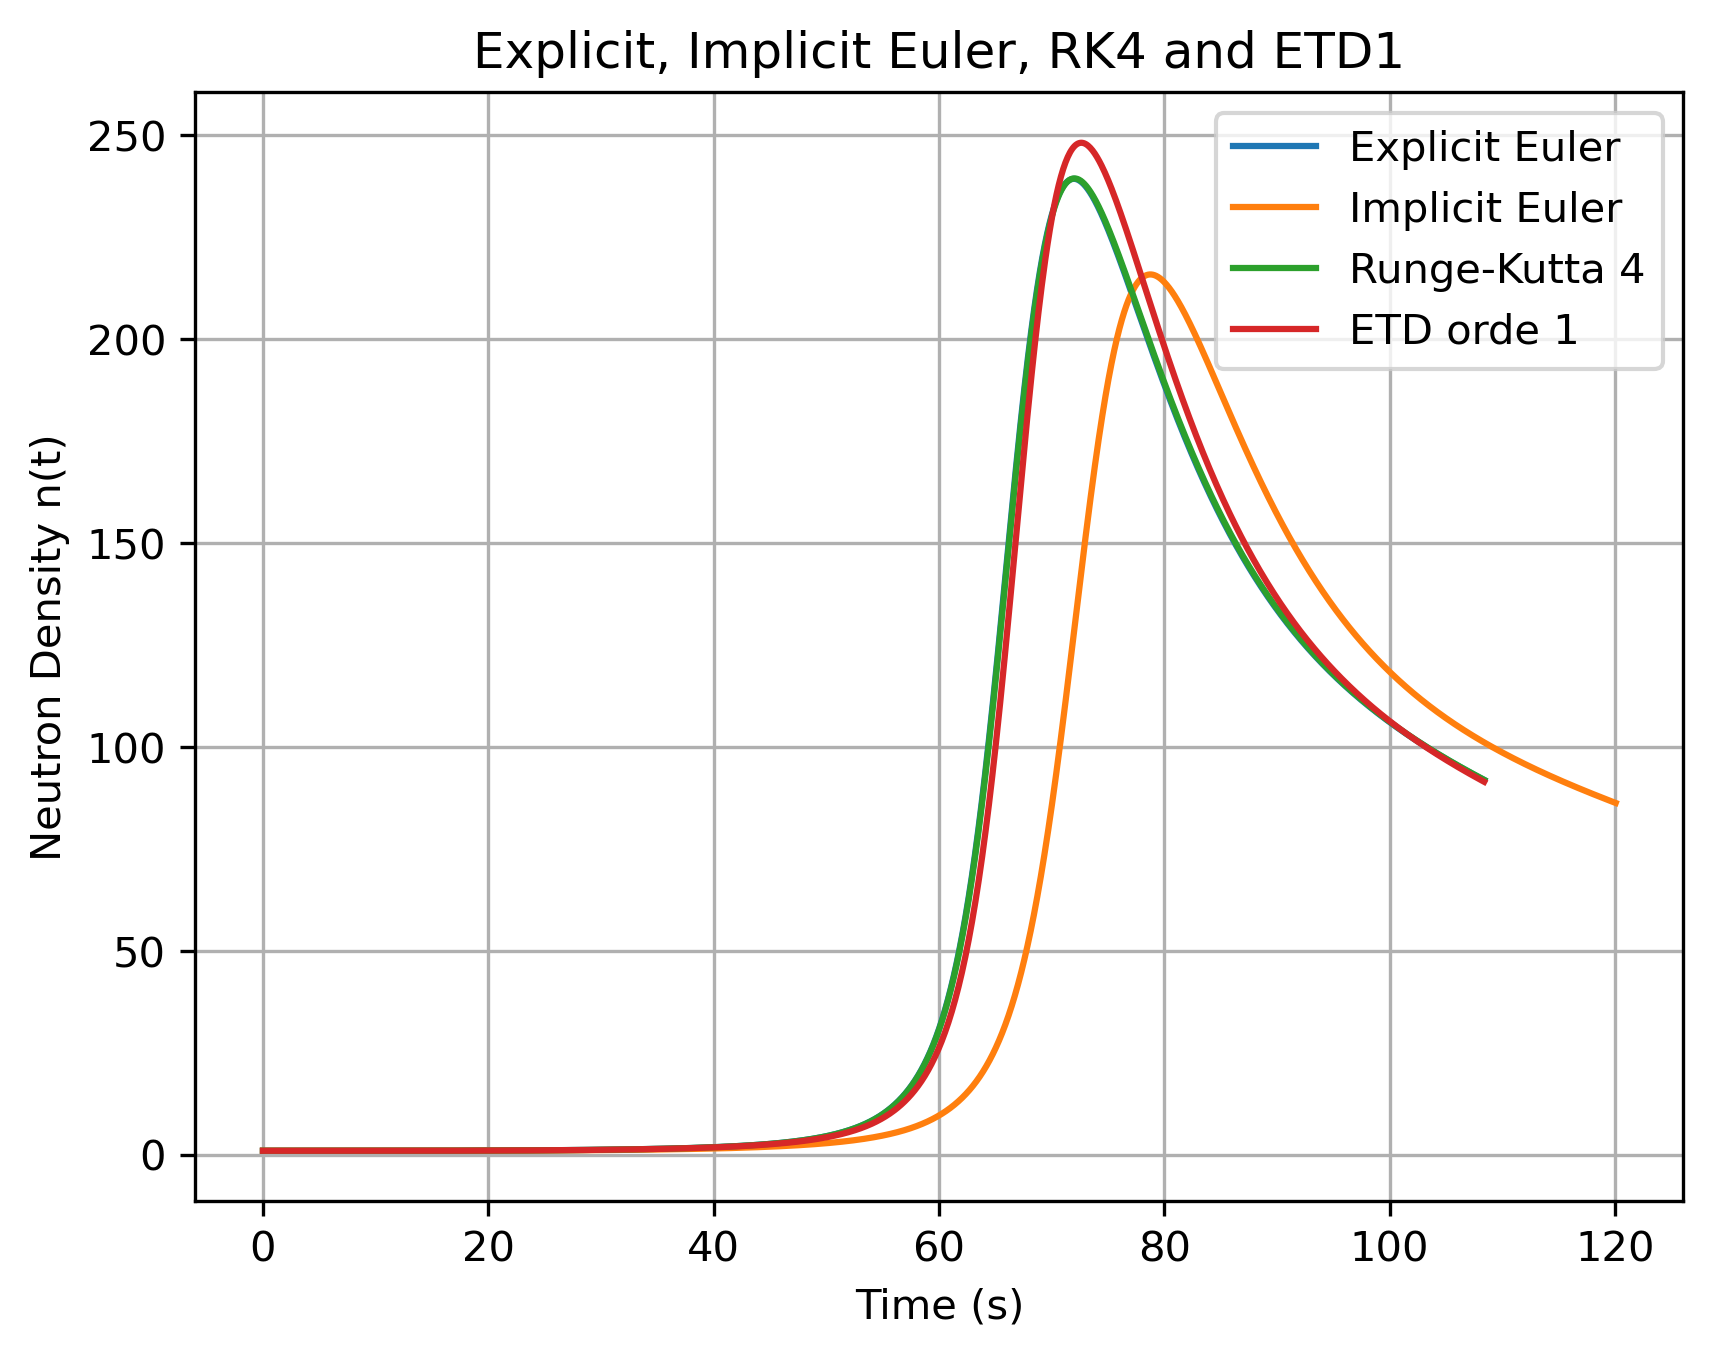 Explicit, Implicit Euler, RK4 and ETD1
Explicit Euler
Implicit Euler
Runge-Kutta 4
ETD orde 1
Neutron Density n(t)
250
200
150
100
50
0
0 20 40 60 80 100 120
Time (s)